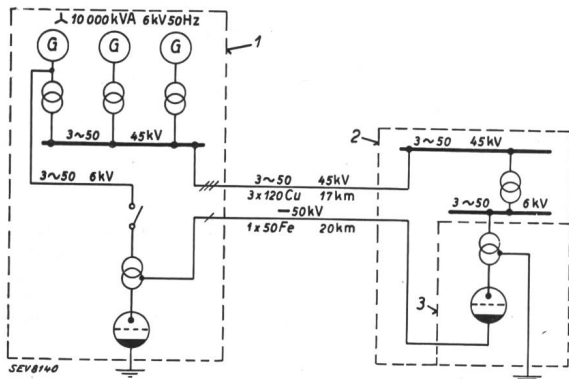 ⅄ 10 000 kVA 6kV 50Hz
G G G
1
3~50 45kV
3~50 6kV
2
3~50 45kV
3~50 45kV
3x120Cu 17km
—50kV
1x50Fe 20km
3~50 6kV
3
SEV8140